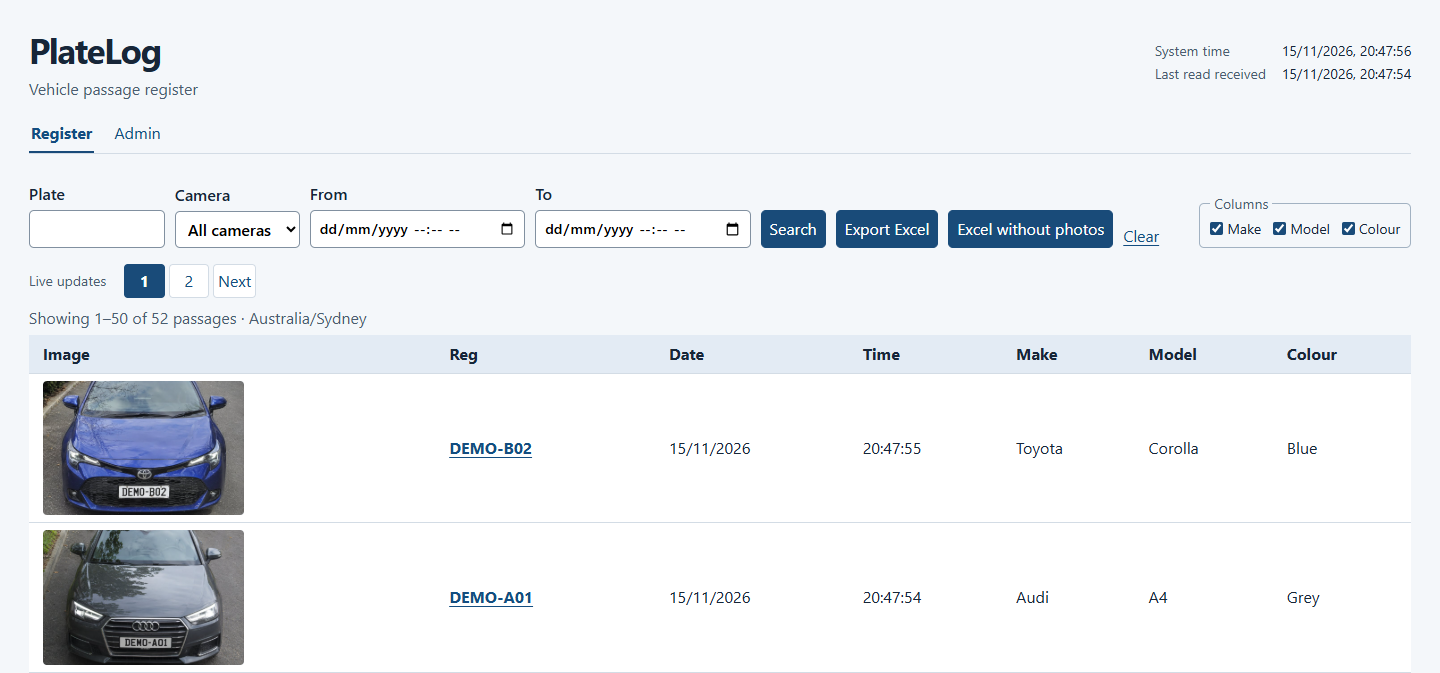 PlateLog
Vehicle passage register
System time 15/11/2026, 20:47:56
Last read received 15/11/2026, 20:47:54
Register Admin
Plate Camera From To
Columns
All cameras dd/mm/yyyy --:-- -- dd/mm/yyyy --:-- -- Search Export Excel Excel without photos Clear Make Model Colour
Live updates 1 2 Next
Showing 1–50 of 52 passages · Australia/Sydney
Image Reg Date Time Make Model Colour
DEMO-B02
DEMO-B02 15/11/2026 20:47:55 Toyota Corolla Blue
DEMO-A01
DEMO-A01 15/11/2026 20:47:54 Audi A4 Grey